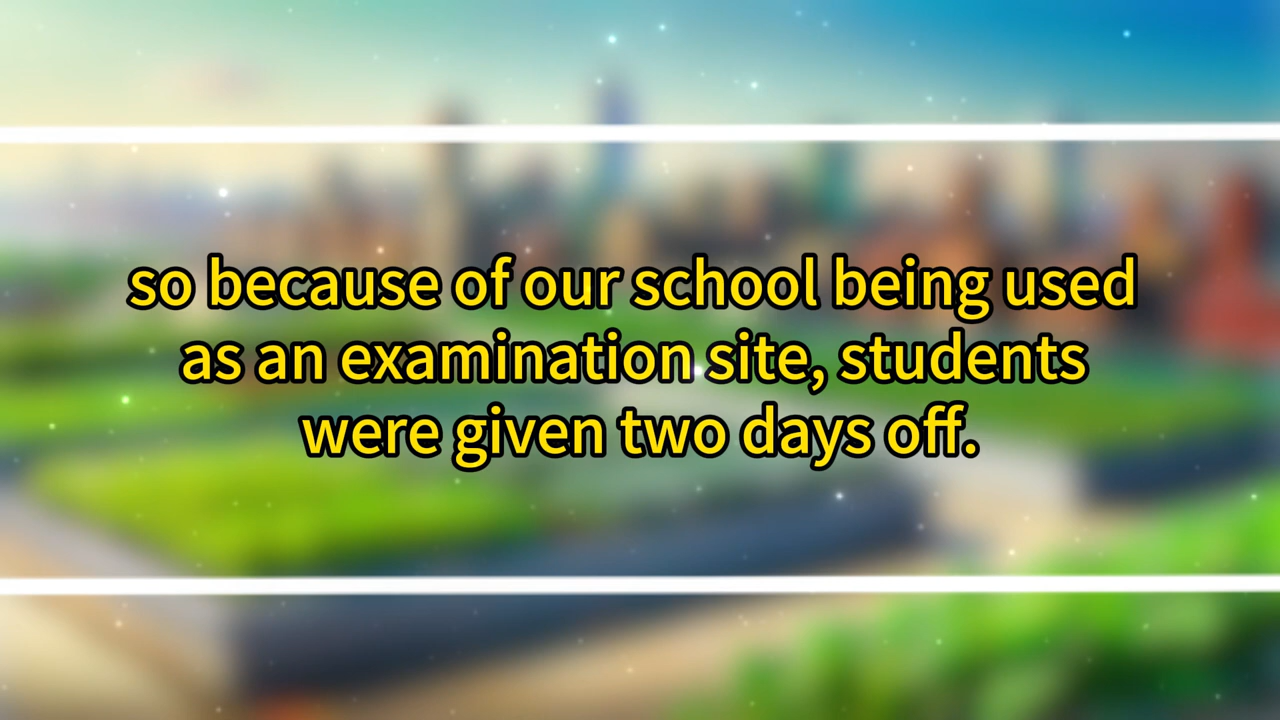 so because of our school being used
as an examination site, students
were given two days off.